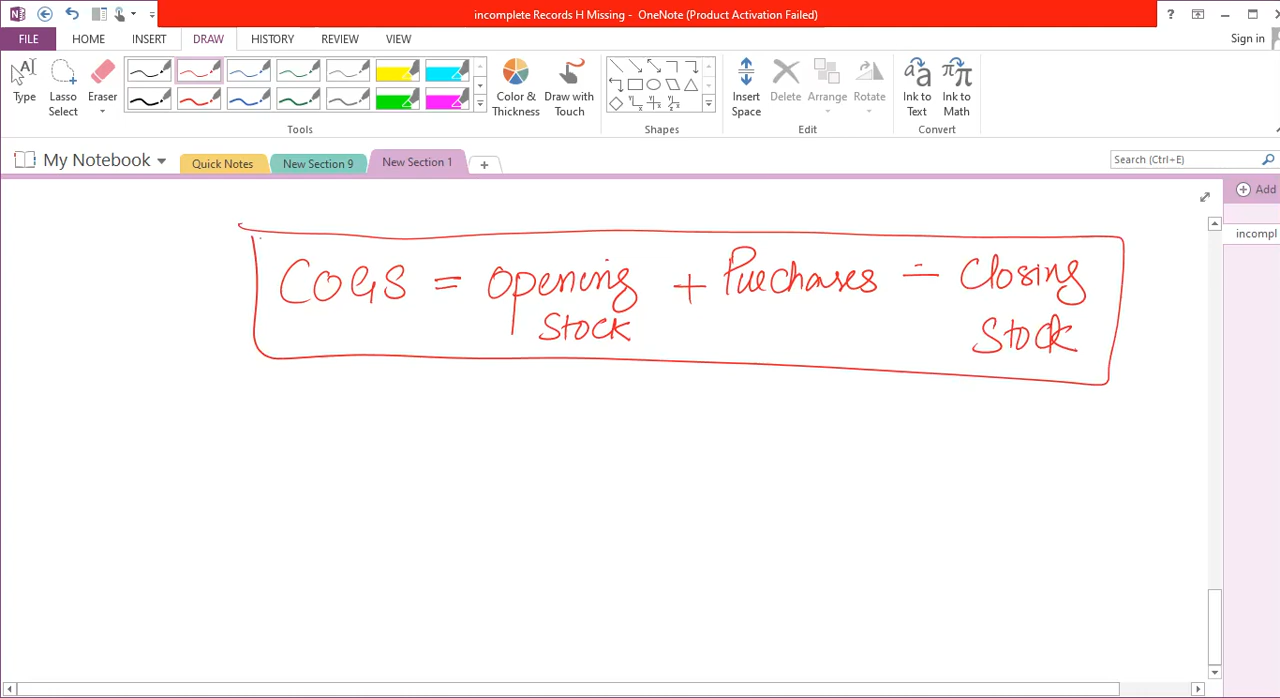 incomplete Records H Missing - OneNote (Product Activation Failed)
FILE HOME INSERT DRAW HISTORY REVIEW VIEW Sign in
Type Lasso Select Eraser Color & Thickness Draw with Touch Insert Space Delete Arrange Rotate Ink to Text Ink to Math
Tools Shapes Edit Convert
My Notebook Quick Notes New Section 9 New Section 1 Search (Ctrl+E)
Add
incompl
COGS = Opening + Purchases - Closing
Stock Stock